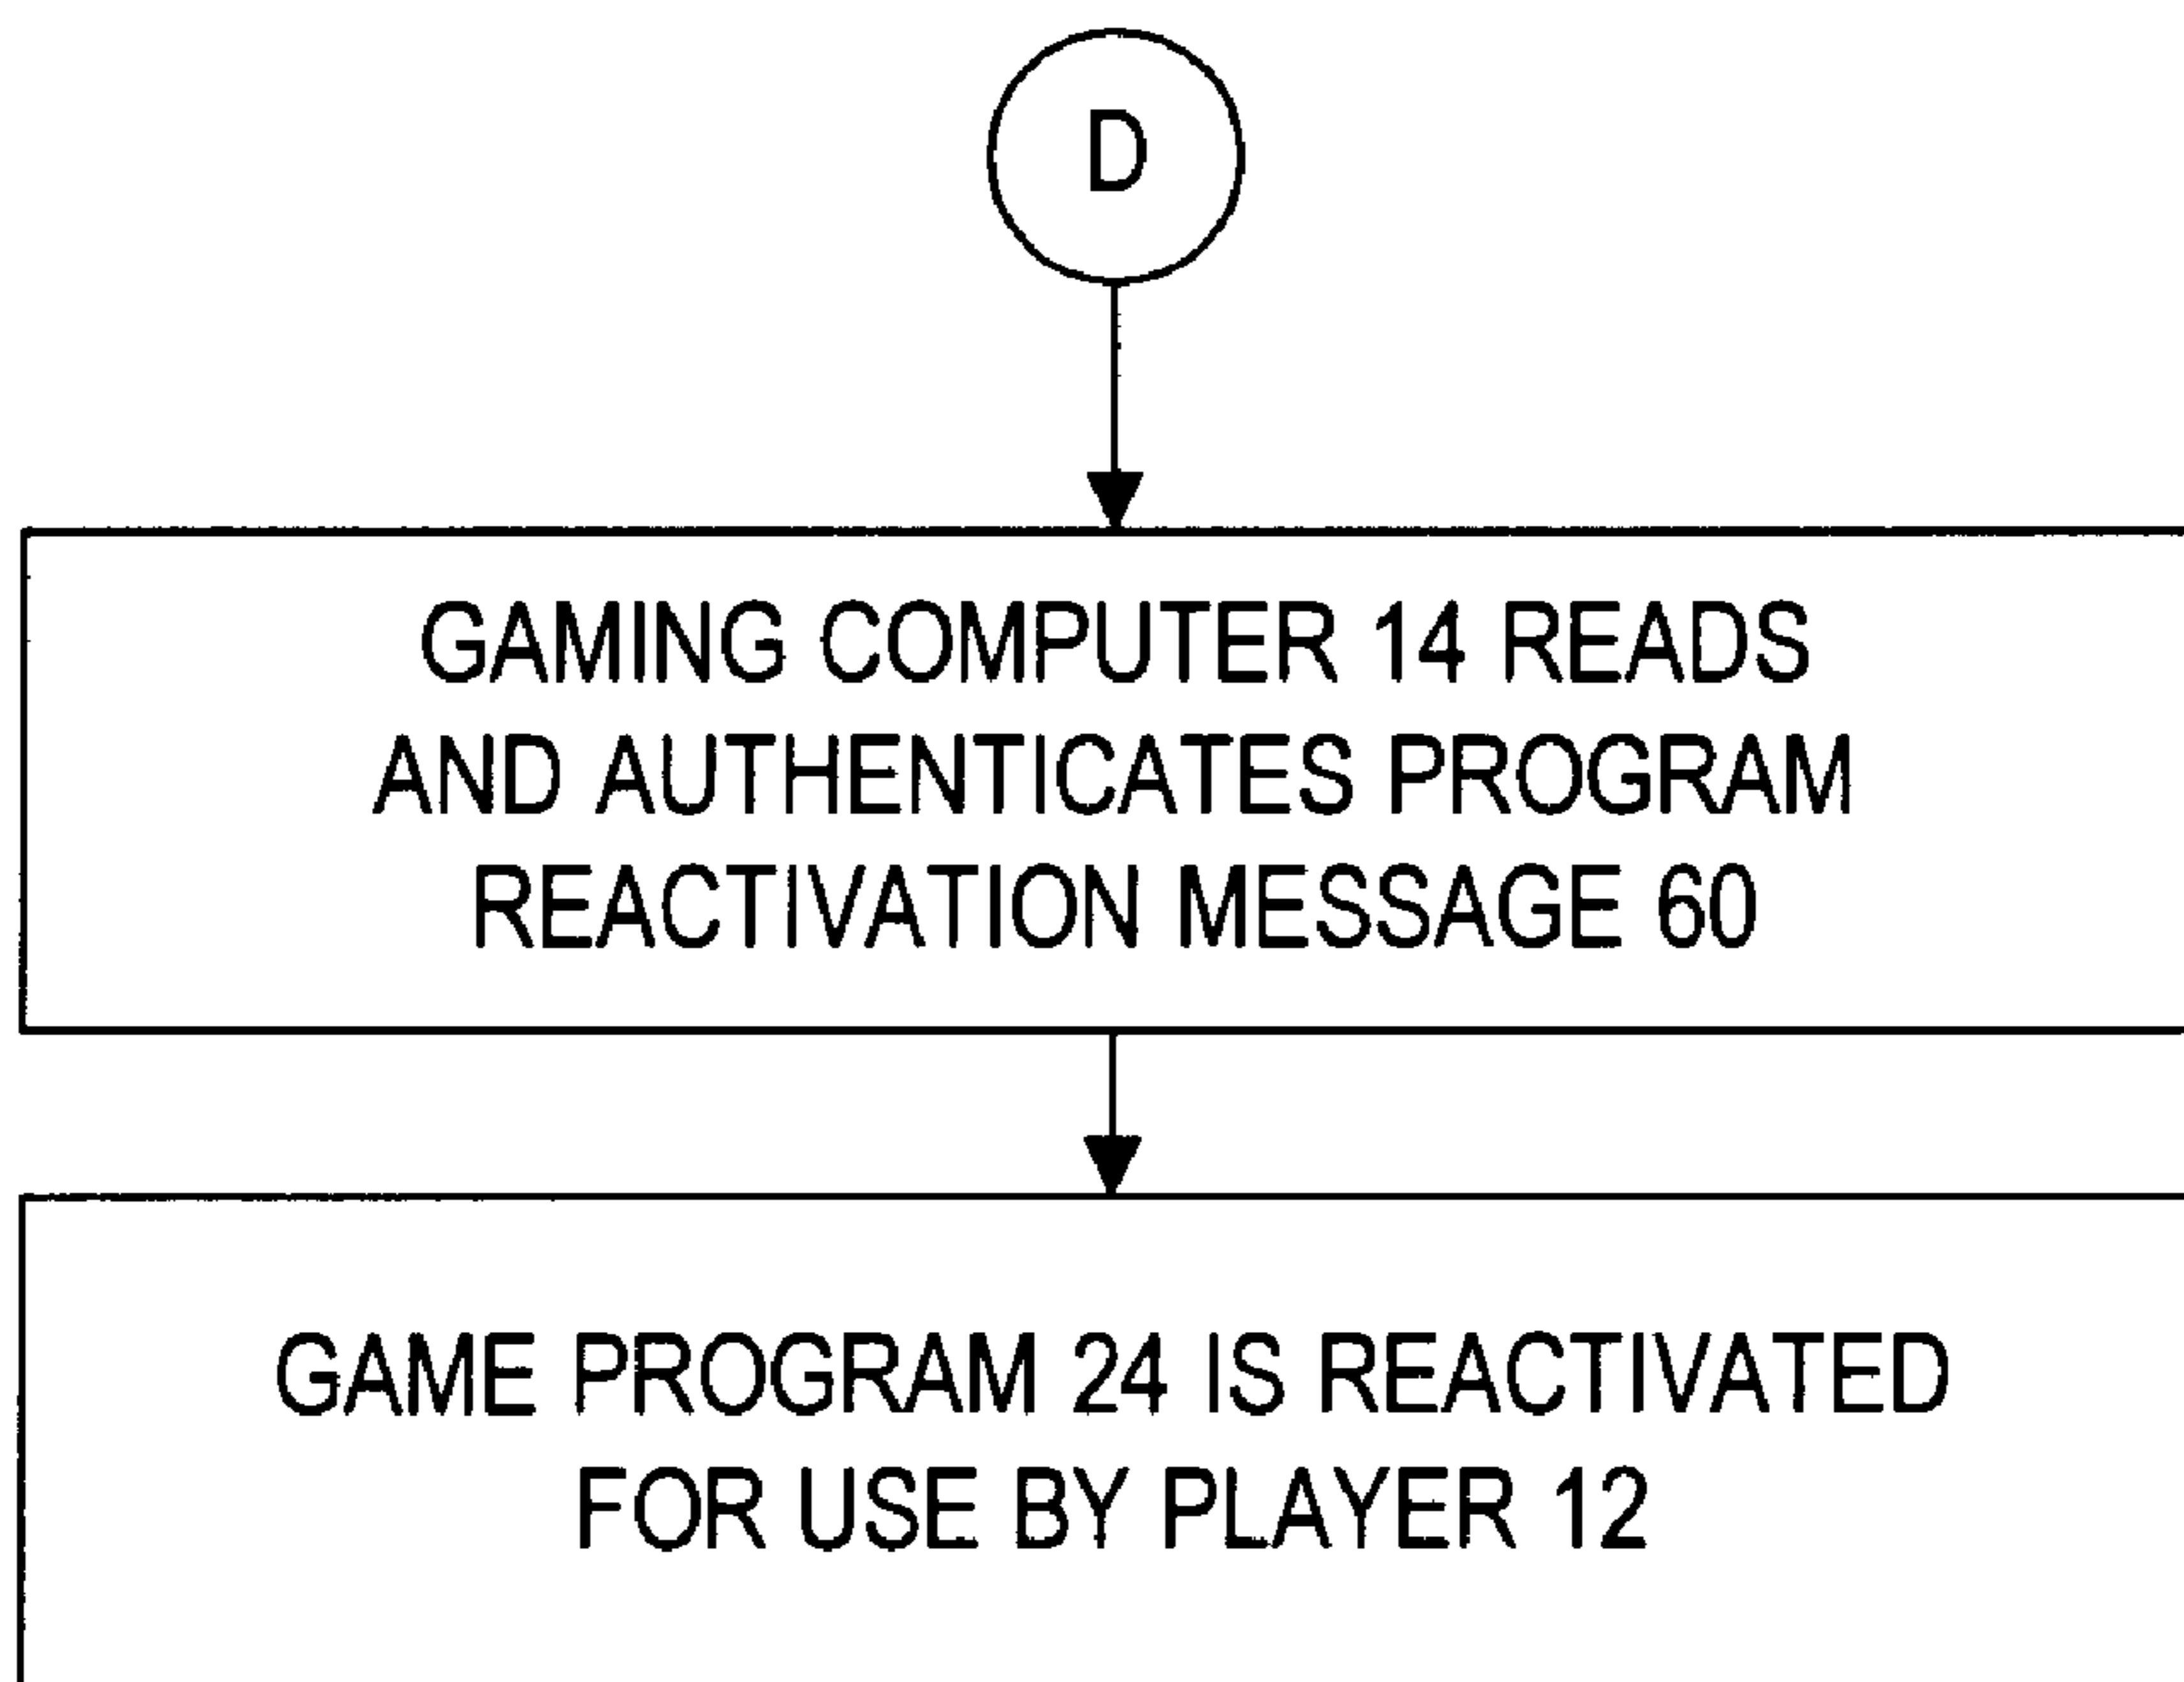 D
GAMING COMPUTER 14 READS
AND AUTHENTICATES PROGRAM
REACTIVATION MESSAGE 60
GAME PROGRAM 24 IS REACTIVATED
FOR USE BY PLAYER 12